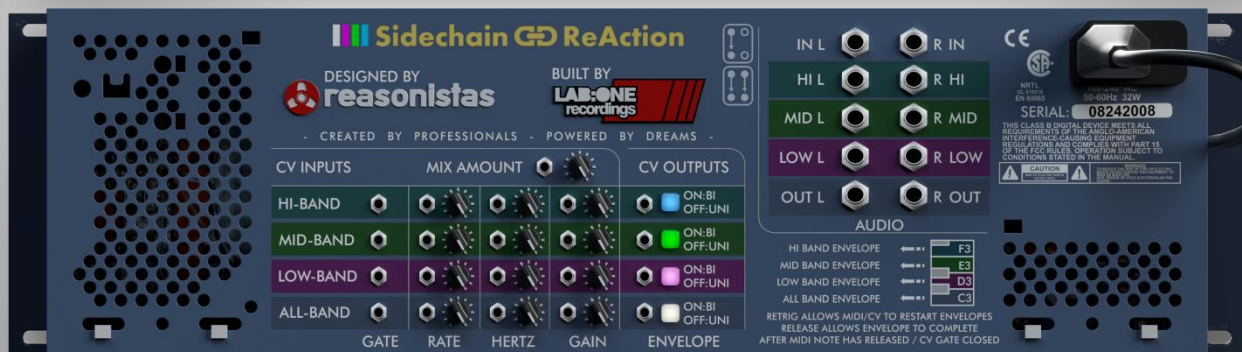 Sidechain ReAction
DESIGNED BY
reasonistas
BUILT BY
LAB:ONE
recordings
- CREATED BY PROFESSIONALS - POWERED BY DREAMS -
CV INPUTS
MIX AMOUNT
CV OUTPUTS
HI-BAND
ON:BI
OFF:UNI
MID-BAND
ON:BI
OFF:UNI
LOW-BAND
ON:BI
OFF:UNI
ALL-BAND
ON:BI
OFF:UNI
GATE RATE HERTZ GAIN ENVELOPE
IN L R IN
HI L R HI
MID L R MID
LOW L R LOW
OUT L R OUT
AUDIO
HI BAND ENVELOPE F3
MID BAND ENVELOPE E3
LOW BAND ENVELOPE D3
ALL BAND ENVELOPE C3
RETRIG ALLOWS MIDI/CV TO RESTART ENVELOPES
RELEASE ALLOWS ENVELOPE TO COMPLETE
AFTER MIDI NOTE HAS RELEASED / CV GATE CLOSED
CE
NRTL
EN 60065
50-60Hz 32W
SERIAL: 08242008
THIS CLASS B DIGITAL DEVICE MEETS ALL
REQUIREMENTS OF THE ANGLO-AMERICAN
INTERFERENCE-CAUSING EQUIPMENT
REGULATIONS AND COMPLIES WITH PART 15
OF THE FCC RULES. OPERATION SUBJECT TO
CONDITIONS STATED IN THE MANUAL.
CAUTION
WARNING